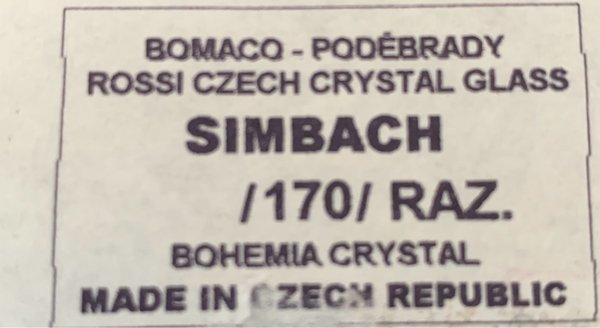 BOMACO - PODĚBRADY
ROSSI CZECH CRYSTAL GLASS
SIMBACH
/170/ RAZ.
BOHEMIA CRYSTAL
MADE IN CZECH REPUBLIC